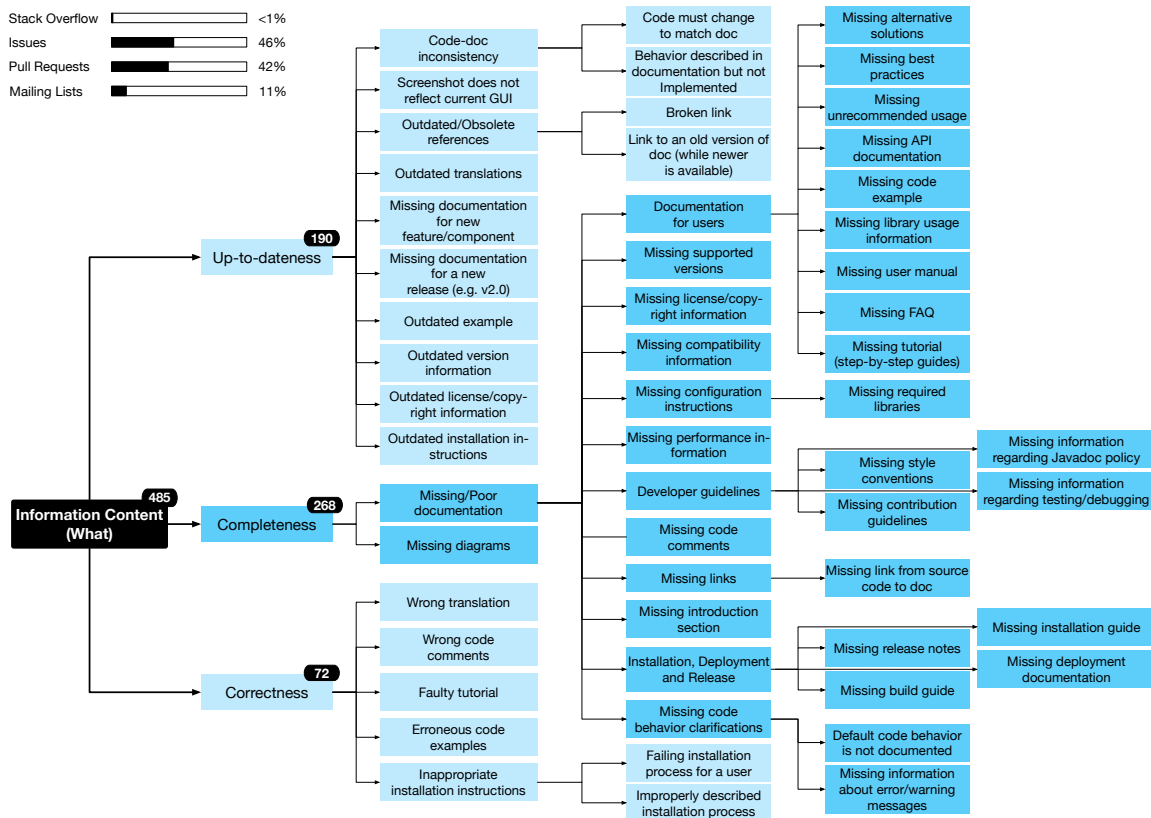 Stack Overflow <1%
Issues 46%
Pull Requests 42%
Mailing Lists 11%
Information Content
(What)
485
Up-to-dateness
190
Completeness
268
Correctness
72
Code-doc
inconsistency
Screenshot does not
reflect current GUI
Outdated/Obsolete
references
Outdated translations
Missing documentation
for new
feature/component
Missing documentation
for a new
release (e.g. v2.0)
Outdated example
Outdated version
information
Outdated license/copy-
right information
Outdated installation in-
structions
Missing/Poor
documentation
Missing diagrams
Wrong translation
Wrong code
comments
Faulty tutorial
Erroneous code
examples
Inappropriate
installation instructions
Code must change
to match doc
Behavior described in
documentation but not
Implemented
Broken link
Link to an old version of
doc (while newer
is available)
Documentation
for users
Missing supported
versions
Missing license/copy-
right information
Missing compatibility
information
Missing configuration
instructions
Missing performance in-
formation
Developer guidelines
Missing code
comments
Missing links
Missing introduction
section
Installation, Deployment
and Release
Missing code
behavior clarifications
Failing installation
process for a user
Improperly described
installation process
Missing alternative
solutions
Missing best
practices
Missing
unrecommended usage
Missing API
documentation
Missing code
example
Missing library usage
information
Missing user manual
Missing FAQ
Missing tutorial
(step-by-step guides)
Missing required
libraries
Missing style
conventions
Missing contribution
guidelines
Missing link from source
code to doc
Missing release notes
Missing build guide
Default code behavior
is not documented
Missing information
about error/warning
messages
Missing information
regarding Javadoc policy
Missing information
regarding testing/debugging
Missing installation guide
Missing deployment
documentation